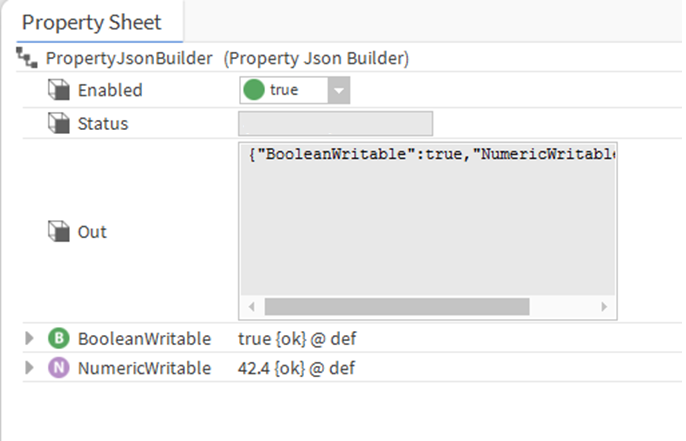 Property Sheet
PropertyJsonBuilder (Property Json Builder)
Enabled true
Status
{"BooleanWritable":true,"NumericWritabl
Out
BooleanWritable true {ok} @ def
NumericWritable 42.4 {ok} @ def